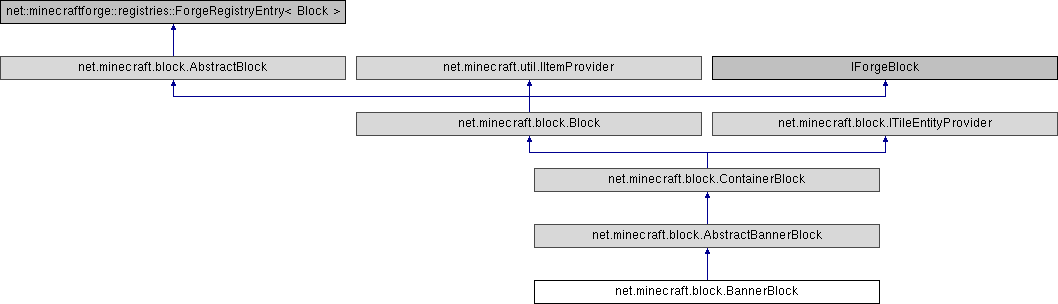 net::minecraftforge::registries::ForgeRegistryEntry< Block >
net.minecraft.block.AbstractBlock
net.minecraft.util.IItemProvider
IForgeBlock
net.minecraft.block.Block
net.minecraft.block.ITileEntityProvider
net.minecraft.block.ContainerBlock
net.minecraft.block.AbstractBannerBlock
net.minecraft.block.BannerBlock